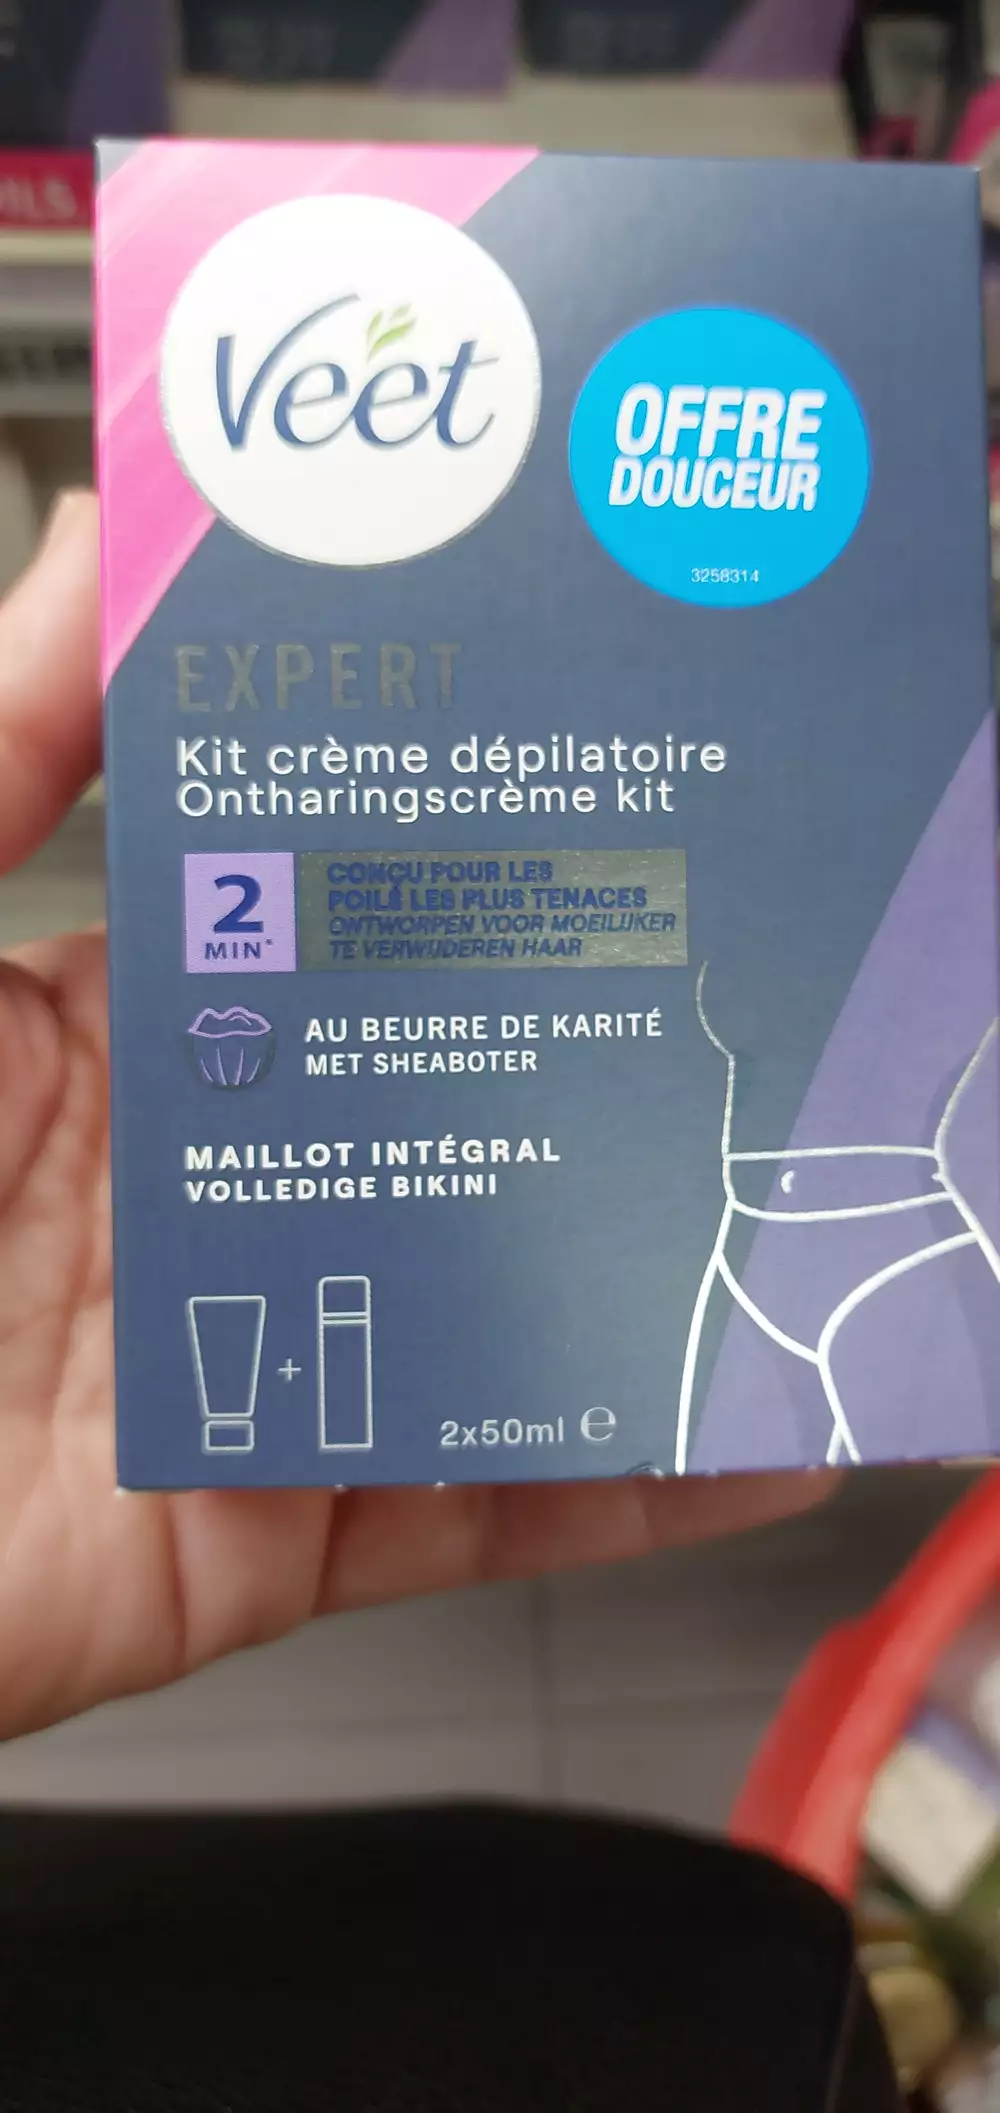 Veet
OFFRE
DOUCEUR
3258314
EXPERT
Kit crème dépilatoire
Ontharingscrème kit
2
MIN*
CONÇU POUR LES
POILS LES PLUS TENACES
ONTWORPEN VOOR MOEILIJKER
TE VERWIJDEREN HAAR
AU BEURRE DE KARITÉ
MET SHEABOTER
MAILLOT INTÉGRAL
VOLLEDIGE BIKINI
+
2x50ml ℮